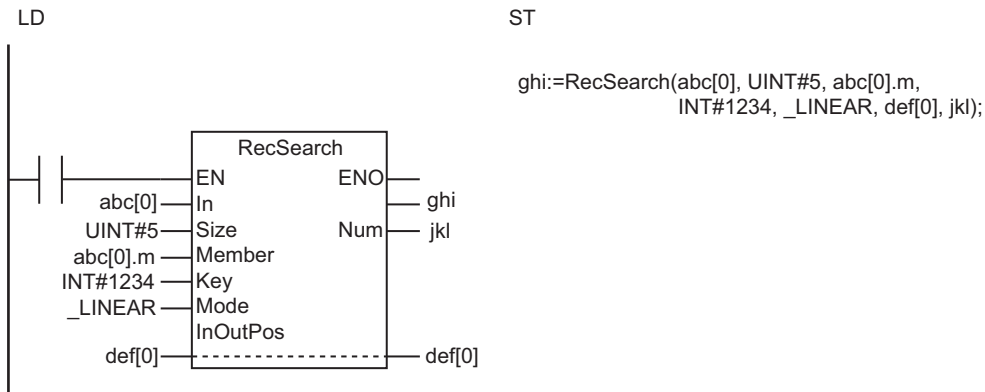 LD
ST
ghi:=RecSearch(abc[0], UINT#5, abc[0].m,
INT#1234, _LINEAR, def[0], jkl);
RecSearch
EN ENO
abc[0] In ghi
UINT#5 Size Num jkl
abc[0].m Member
INT#1234 Key
_LINEAR Mode
InOutPos
def[0] def[0]